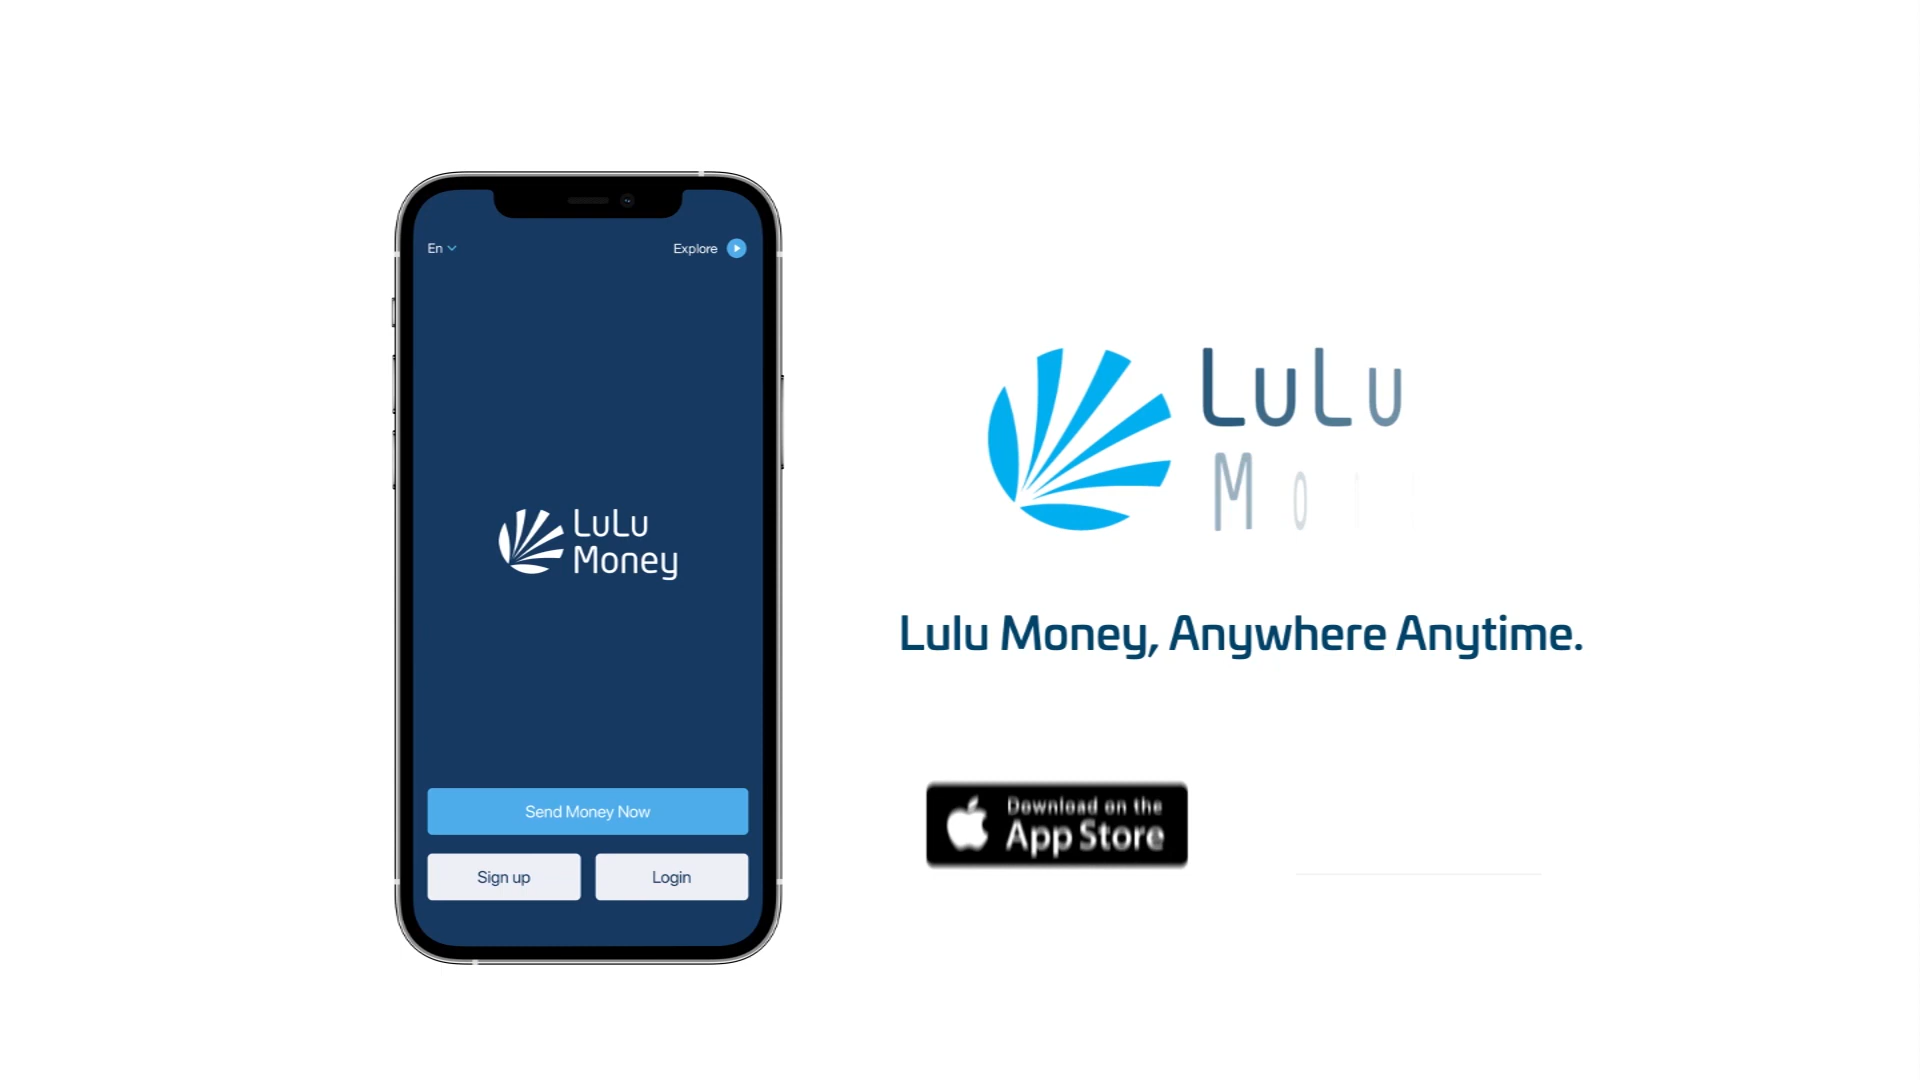 En
Explore
LuLu
Money
Send Money Now
Sign up
Login
LuLu
Mo
Lulu Money, Anywhere Anytime.
Download on the
App Store